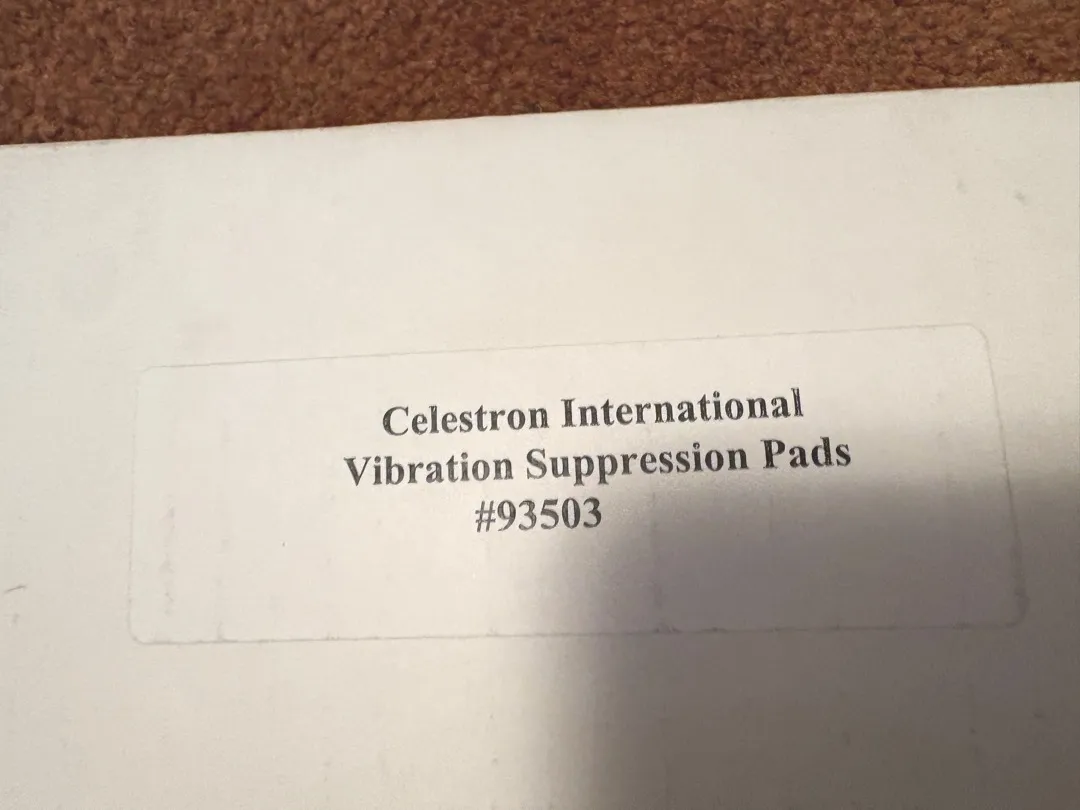 Celestron International
Vibration Suppression Pads
#93503